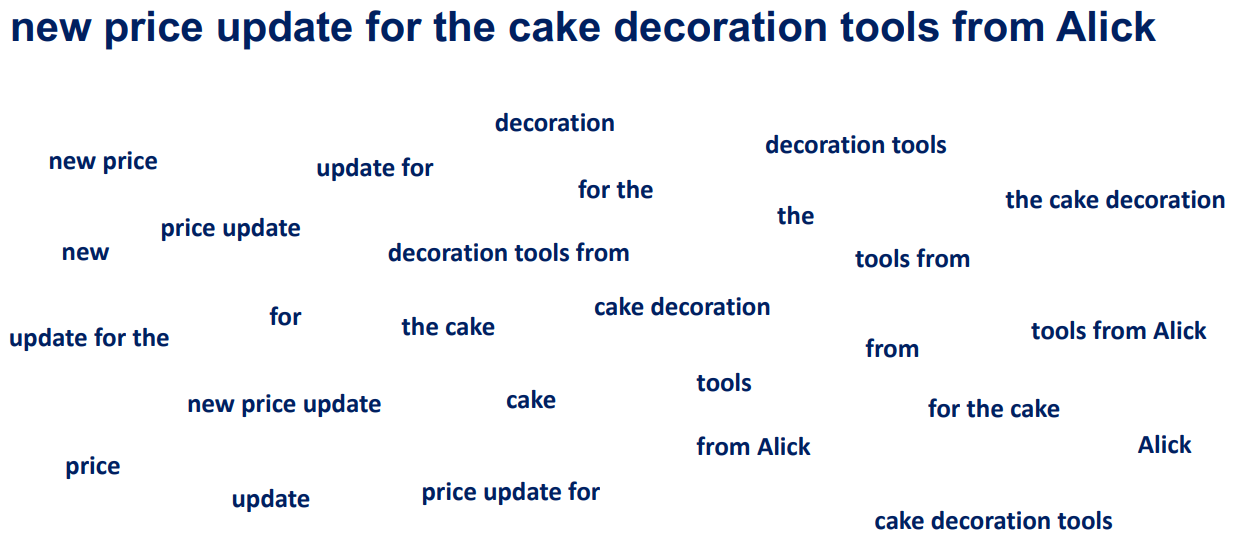 new price update for the cake decoration tools from Alick
decoration
decoration tools
new price
update for
for the
the cake decoration
the
price update
new
decoration tools from
tools from
cake decoration
for
the cake
update for the
tools from Alick
from
tools
new price update
cake
for the cake
from Alick
Alick
price
price update for
update
cake decoration tools